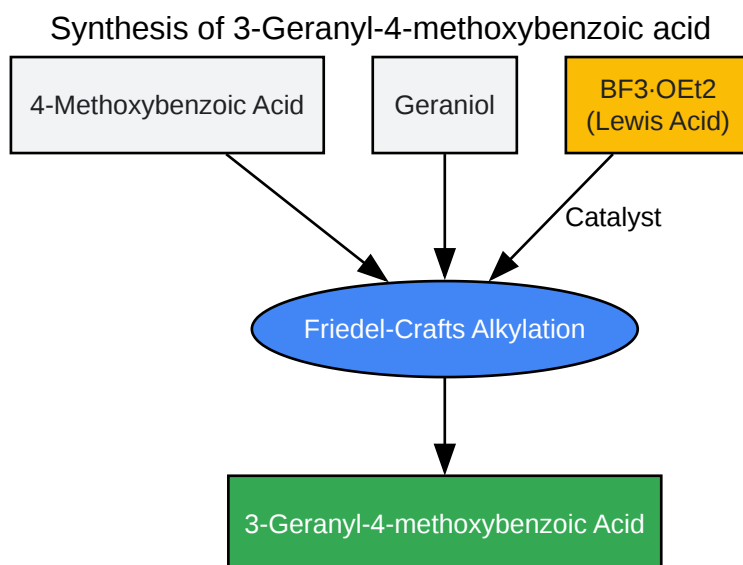 Synthesis of 3-Geranyl-4-methoxybenzoic acid
4-Methoxybenzoic Acid
Geraniol
BF3·OEt2
(Lewis Acid)
Catalyst
Friedel-Crafts Alkylation
3-Geranyl-4-methoxybenzoic Acid